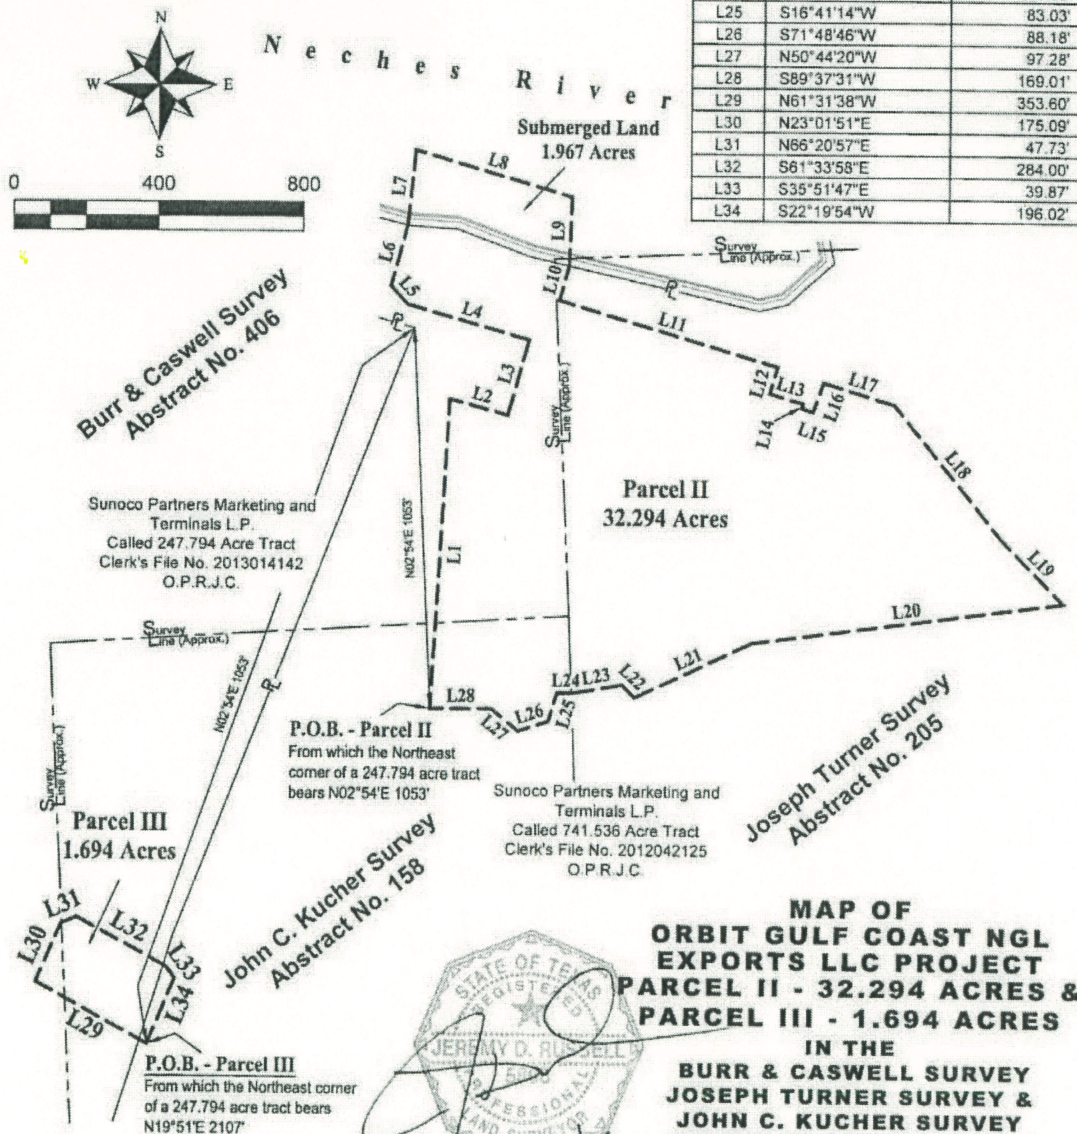 N
W
E
S
0 400 800
Neches River
Submerged Land
1.967 Acres
L25 S16°41'14"W 83.03'
L26 S71°48'46"W 88.18'
L27 N50°44'20"W 97.28'
L28 S89°37'31"W 169.01'
L29 N61°31'38"W 353.60'
L30 N23°01'51"E 175.09'
L31 N66°20'57"E 47.73'
L32 S61°33'58"E 284.00'
L33 S35°51'47"E 39.87'
L34 S22°19'54"W 196.02'
L7
L8
L9
L6
L10
L5
L4
L3
L2
L11
L12
L13
L14
L15
L16
L17
L18
L19
L20
L21
L22
L24 L23
L25
L26
L27
L28
L1
Survey
Line (Approx.)
PL
Burr & Caswell Survey
Abstract No. 406
PL
Survey
Line (Approx.)
Parcel II
32.294 Acres
Sunoco Partners Marketing and
Terminals L.P.
Called 247.794 Acre Tract
Clerk's File No. 2013014142
O.P.R.J.C.
N02°54'E 1053'
Survey
Line (Approx.)
N02°54'E 1053'
PL
P.O.B. - Parcel II
From which the Northeast
corner of a 247.794 acre tract
bears N02°54'E 1053'
Sunoco Partners Marketing and
Terminals L.P.
Called 741.536 Acre Tract
Clerk's File No. 2012042125
O.P.R.J.C.
Joseph Turner Survey
Abstract No. 205
Survey
Line (Approx.)
Parcel III
1.694 Acres
L31
L32
L30
L33
L34
L29
John C. Kucher Survey
Abstract No. 158
P.O.B. - Parcel III
From which the Northeast corner
of a 247.794 acre tract bears
N19°51'E 2107'
STATE OF TEXAS
REGISTERED
JEREMY D. RUSSELL
PROFESSIONAL
LAND SURVEYOR
MAP OF
ORBIT GULF COAST NGL
EXPORTS LLC PROJECT
PARCEL II - 32.294 ACRES &
PARCEL III - 1.694 ACRES
IN THE
BURR & CASWELL SURVEY
JOSEPH TURNER SURVEY &
JOHN C. KUCHER SURVEY